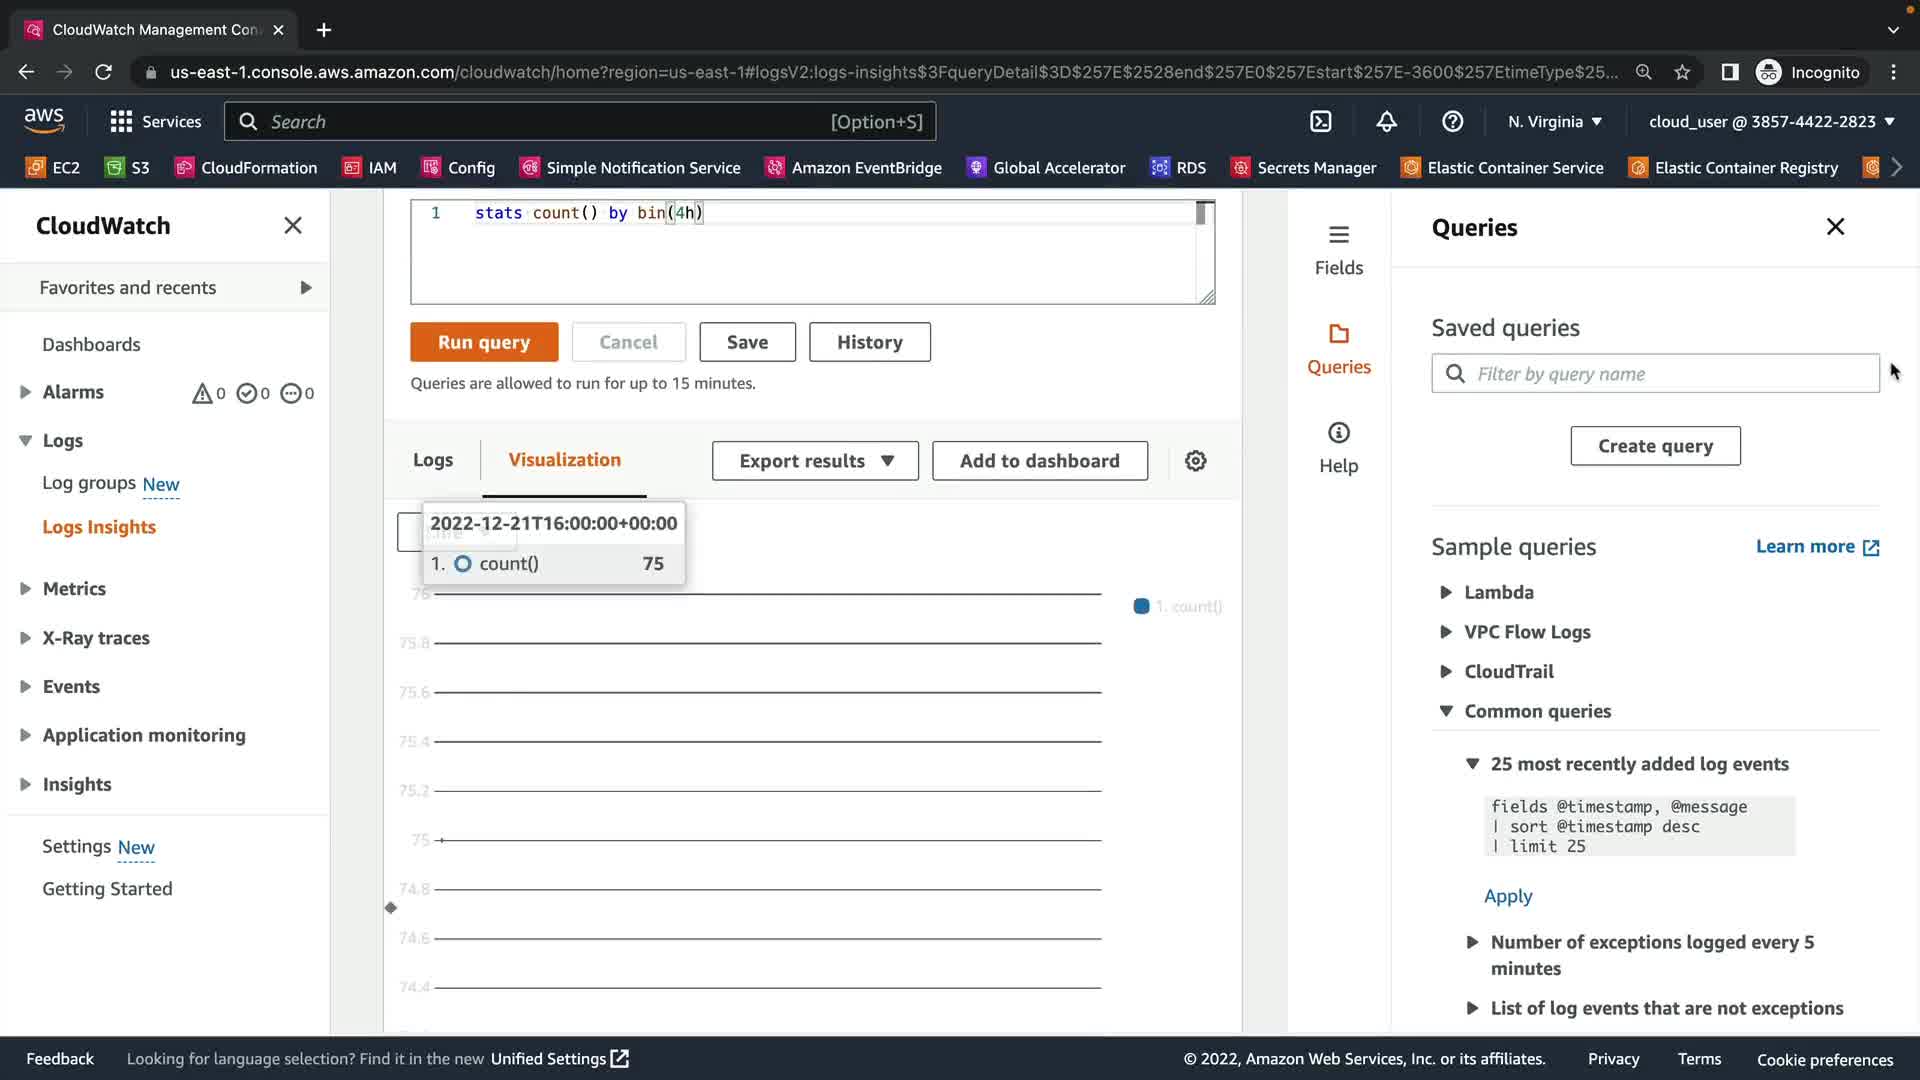 CloudWatch Management Con
us-east-1.console.aws.amazon.com/cloudwatch/home?region=us-east-1#logsV2:logs-insights$3FqueryDetail$3D$257E$2528end$257E0$257Estart$257E-3600$257EtimeType$25...
Incognito
aws
Services
Search
[Option+S]
N. Virginia
cloud_user @ 3857-4422-2823
EC2
S3
CloudFormation
IAM
Config
Simple Notification Service
Amazon EventBridge
Global Accelerator
RDS
Secrets Manager
Elastic Container Service
Elastic Container Registry
CloudWatch
Favorites and recents
Dashboards
Alarms
0
0
0
Logs
Log groups New
Logs Insights
Metrics
X-Ray traces
Events
Application monitoring
Insights
Settings New
Getting Started
1 stats count() by bin(4h)
Run query
Cancel
Save
History
Queries are allowed to run for up to 15 minutes.
Logs
Visualization
Export results
Add to dashboard
2022-12-21T16:00:00+00:00
1. count() 75
76
75.8
75.6
75.4
75.2
75
74.8
74.6
74.4
1. count()
Fields
Queries
Help
Queries
Saved queries
Filter by query name
Create query
Sample queries
Learn more
Lambda
VPC Flow Logs
CloudTrail
Common queries
25 most recently added log events
fields @timestamp, @message
| sort @timestamp desc
| limit 25
Apply
Number of exceptions logged every 5
minutes
List of log events that are not exceptions
Feedback
Looking for language selection? Find it in the new Unified Settings
© 2022, Amazon Web Services, Inc. or its affiliates.
Privacy
Terms
Cookie preferences